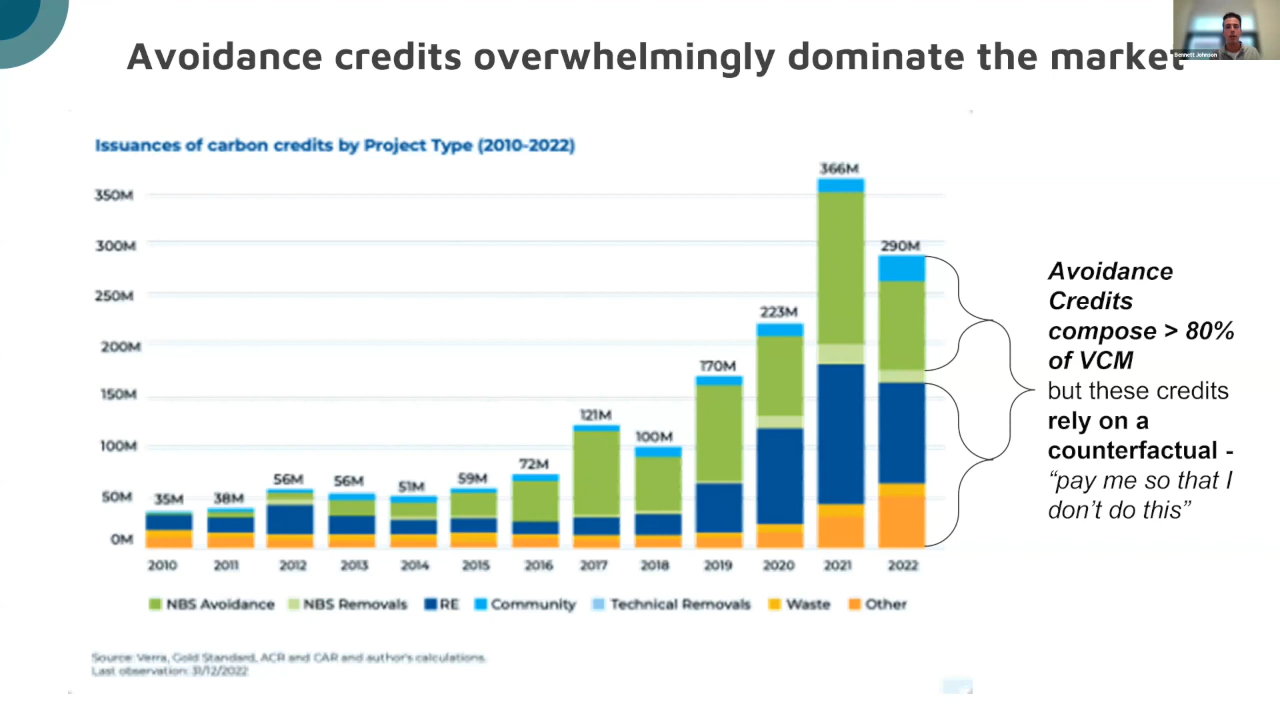 Avoidance credits overwhelmingly dominate the market
Bennett Johnson
Issuances of carbon credits by Project Type (2010-2022)
366M
350M
300M
290M
250M
223M
200M
170M
150M
121M
100M
100M
72M
56M
56M
59M
51M
50M
35M
38M
0M
2010 2011 2012 2013 2014 2015 2016 2017 2018 2019 2020 2021 2022
NBS Avoidance NBS Removals RE Community Technical Removals Waste Other
Source: Verra, Gold Standard, ACR and CAR and author's calculations.
Last observation: 31/12/2022
Avoidance
Credits
compose > 80%
of VCM
but these credits
rely on a
counterfactual -
“pay me so that I
don’t do this”